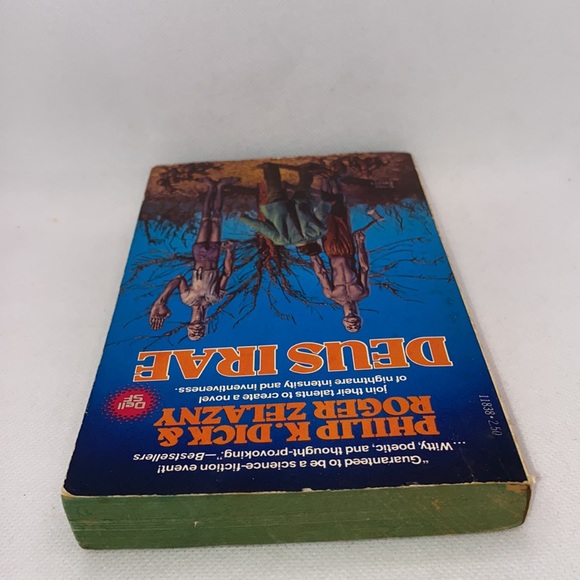 "Guaranteed to be a science-fiction event!
...Witty, poetic, and thought-provoking."—Bestsellers
PHILIP K. DICK &
ROGER ZELAZNY
join their talents to create a novel
of nightmare intensity and inventiveness.
DEUS IRAE
Dell
SF
11838•2.50